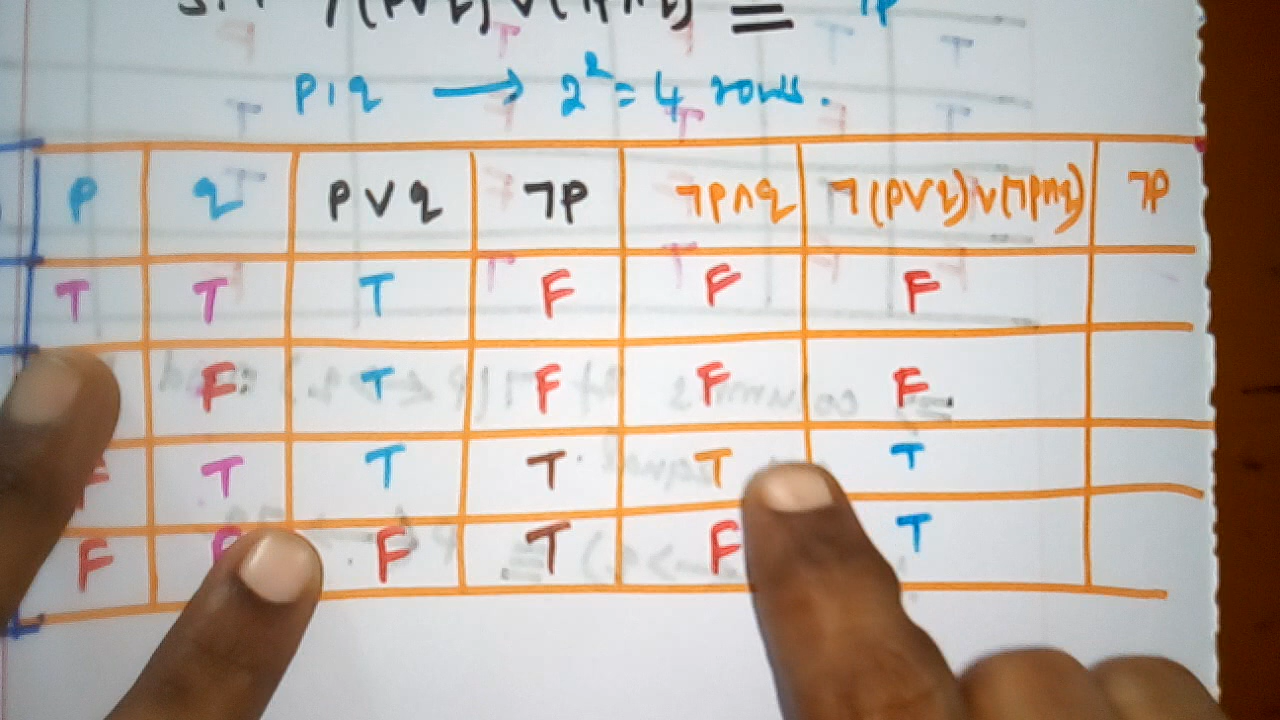 S.T ¬(p∨q)∨(¬p∧q) ≡ ¬p
p,q → 2² = 4 rows.
p q p∨q ¬p ¬p∧q ¬(p∨q)∨(¬p∧q) ¬p
T T T F F F
F T F F F
F T T T T T
F F F T F T